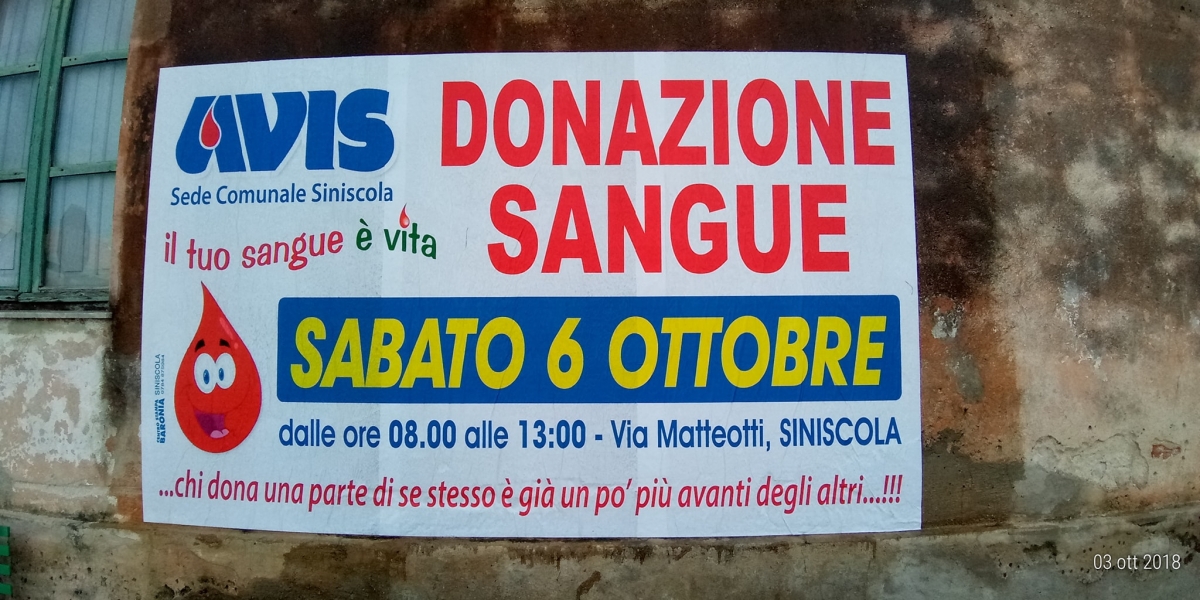 AVIS
Sede Comunale Siniscola
il tuo sangue è vita
DONAZIONE
SANGUE
SABATO 6 OTTOBRE
dalle ore 08.00 alle 13:00 - Via Matteotti, SINISCOLA
...chi dona una parte di se stesso è già un po' più avanti degli altri...!!!
BARONIA SINISCOLA
03 ott 2018